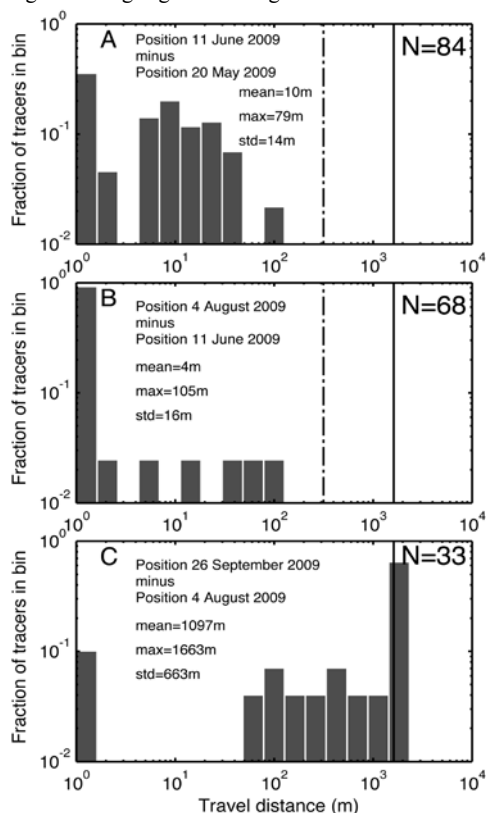 A
Position 11 June 2009
minus
Position 20 May 2009
mean=10m
max=79m
std=14m
N=84
Fraction of tracers in bin
10^0
10^-1
10^-2
10^0 10^1 10^2 10^3 10^4
B
Position 4 August 2009
minus
Position 11 June 2009
mean=4m
max=105m
std=16m
N=68
Fraction of tracers in bin
10^0
10^-1
10^-2
10^0 10^1 10^2 10^3 10^4
C
Position 26 September 2009
minus
Position 4 August 2009
mean=1097m
max=1663m
std=663m
N=33
Fraction of tracers in bin
10^0
10^-1
10^-2
10^0 10^1 10^2 10^3 10^4
Travel distance (m)